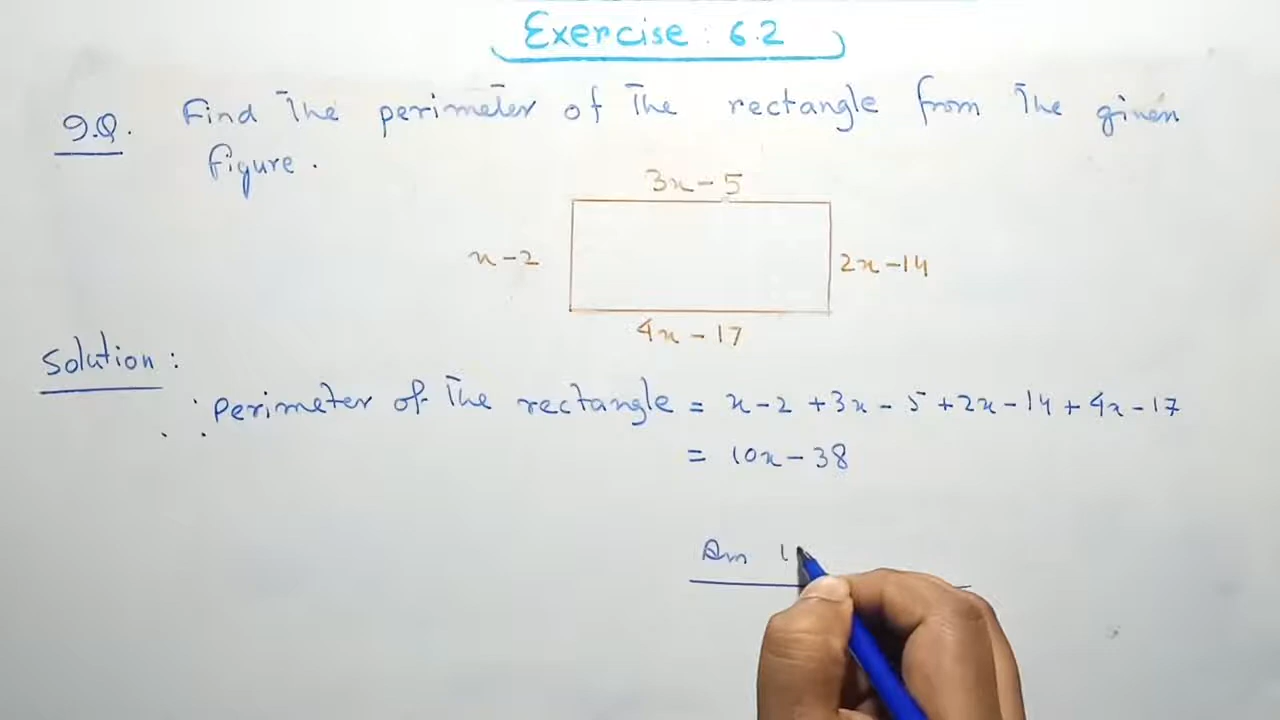 Exercise : 6.2
9.Q. Find the perimeter of the rectangle from the given
figure.
3x - 5
x - 2
2x - 14
4x - 17
Solution :
∴ perimeter of the rectangle = x - 2 + 3x - 5 + 2x - 14 + 4x - 17
= 10x - 38